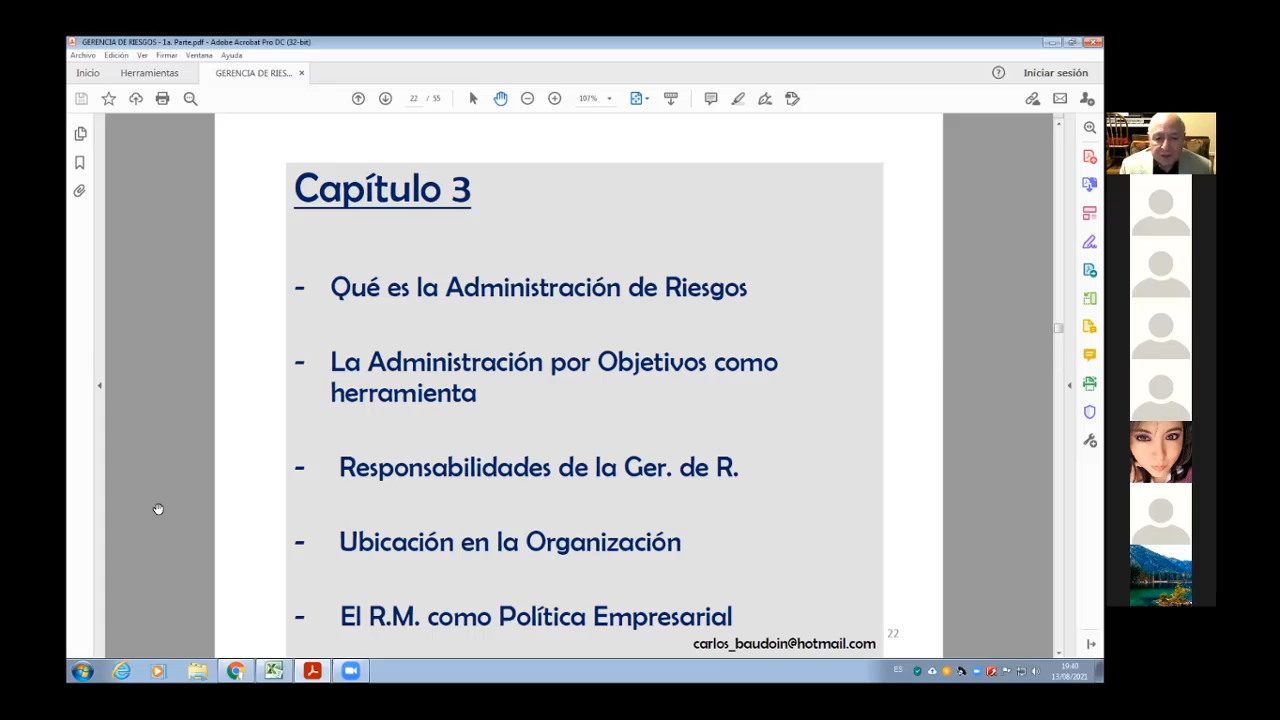 GERENCIA DE RIESGOS - 1a. Parte.pdf - Adobe Acrobat Pro DC (32-bit)
Archivo Edición Ver Firmar Ventana Ayuda
Inicio Herramientas GERENCIA DE RIES... × Iniciar sesión
22 / 55 107%
Capítulo 3
- Qué es la Administración de Riesgos
- La Administración por Objetivos como
herramienta
- Responsabilidades de la Ger. de R.
- Ubicación en la Organización
- El R.M. como Política Empresarial
22
carlos_baudoin@hotmail.com
ES
19:40
13/08/2021